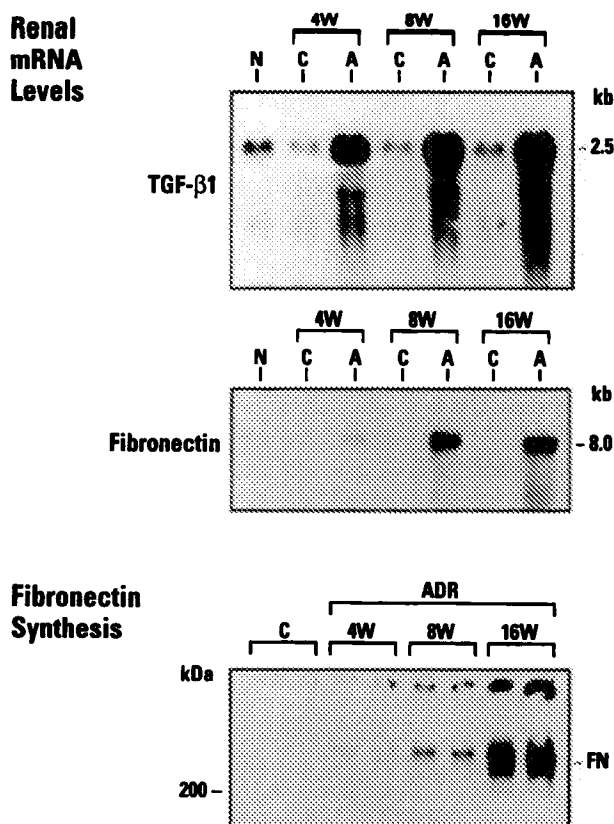 Renal
mRNA
Levels
4W 8W 16W
N C A C A C A
kb
TGF-β1
2.5
4W 8W 16W
N C A C A C A
kb
Fibronectin
8.0
Fibronectin
Synthesis
ADR
C 4W 8W 16W
kDa
FN
200